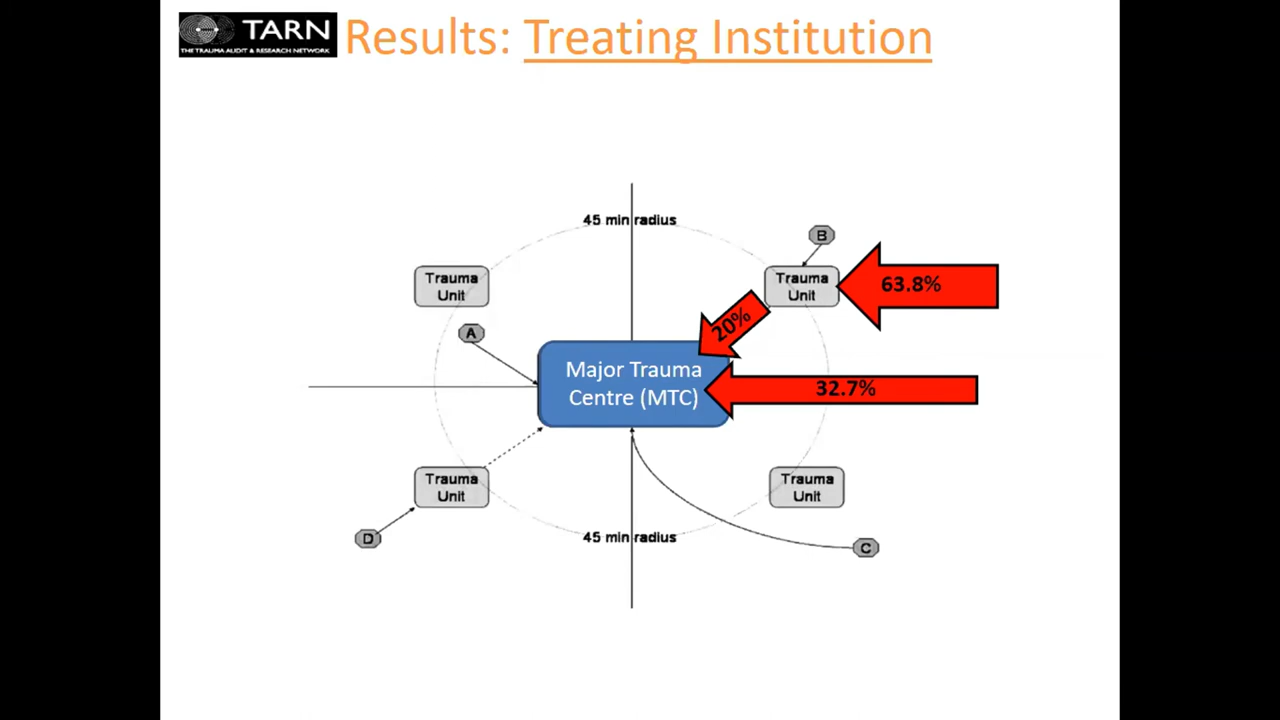 TARN
THE TRAUMA AUDIT & RESEARCH NETWORK
Results: Treating Institution
45 min radius
B
Trauma
Unit
Trauma
Unit
63.8%
20%
A
Major Trauma
Centre (MTC)
32.7%
Trauma
Unit
Trauma
Unit
D
45 min radius
C